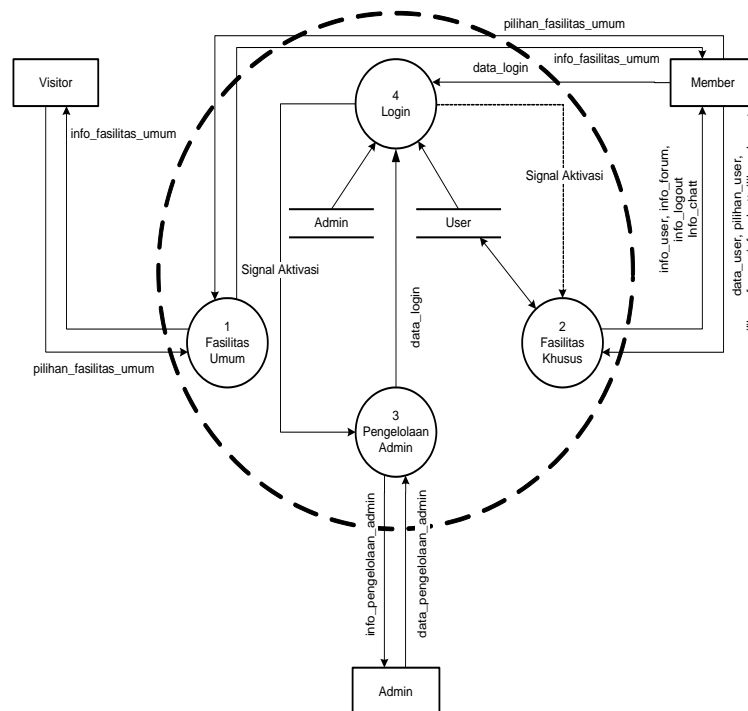 pilihan_fasilitas_umum
info_fasilitas_umum
data_login
Visitor
Member
4
Login
info_fasilitas_umum
Signal Aktivasi
Admin
User
info_user, info_forum,
info_logout
Info_chatt
data_user, pilihan_user,
Signal Aktivasi
data_login
1
Fasilitas
Umum
2
Fasilitas
Khusus
pilihan_fasilitas_umum
3
Pengelolaan
Admin
info_pengelolaan_admin
data_pengelolaan_admin
Admin